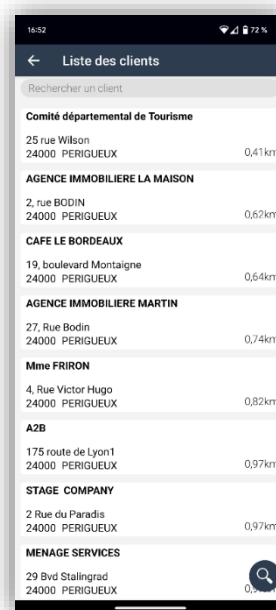 16:52 72 %
Liste des clients
Rechercher un client
Comité départemental de Tourisme
25 rue Wilson
24000 PERIGUEUX 0,41km
AGENCE IMMOBILIERE LA MAISON
2, rue BODIN
24000 PERIGUEUX 0,62km
CAFE LE BORDEAUX
19, boulevard Montaigne
24000 PERIGUEUX 0,64km
AGENCE IMMOBILIERE MARTIN
27, Rue Bodin
24000 PERIGUEUX 0,74km
Mme FRIRON
4, Rue Victor Hugo
24000 PERIGUEUX 0,82km
A2B
175 route de Lyon1
24000 PERIGUEUX 0,97km
STAGE COMPANY
2 Rue du Paradis
24000 PERIGUEUX 0,97km
MENAGE SERVICES
29 Bvd Stalingrad
24000 PERIGUEUX